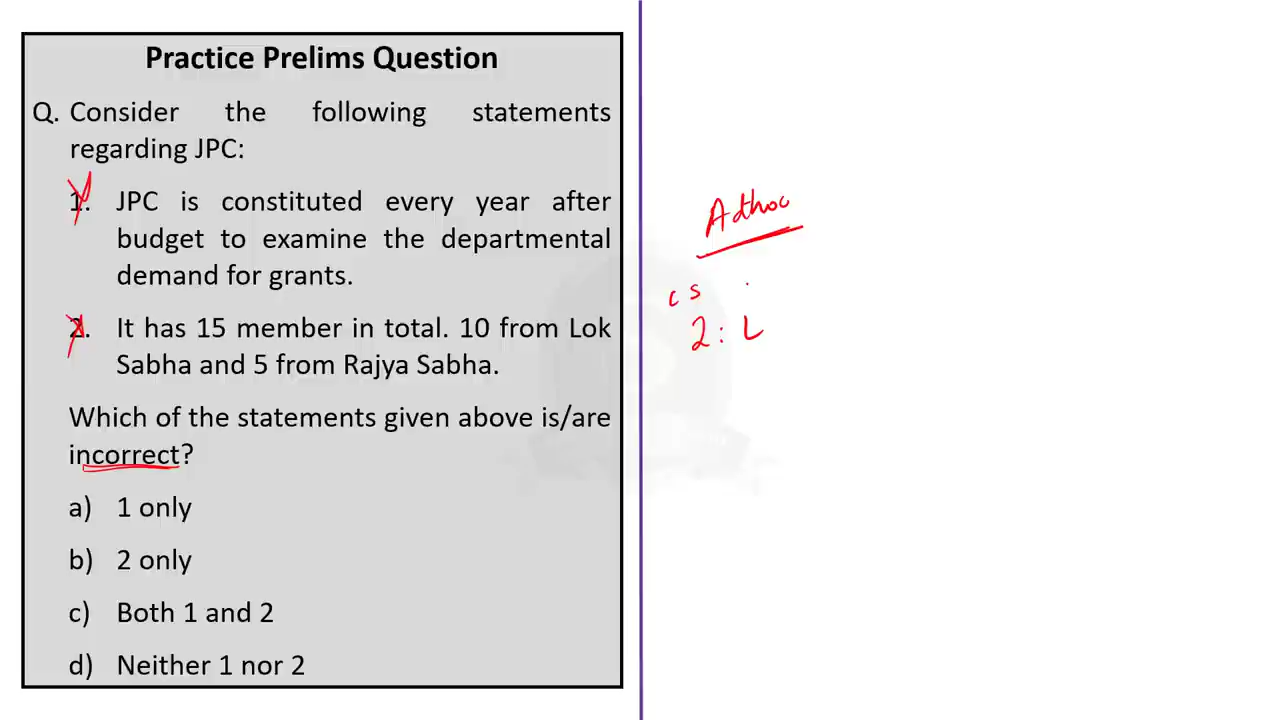 Practice Prelims Question
Q. Consider the following statements
regarding JPC:
1. JPC is constituted every year after
budget to examine the departmental
demand for grants.
2. It has 15 member in total. 10 from Lok
Sabha and 5 from Rajya Sabha.
Which of the statements given above is/are
incorrect?
a) 1 only
b) 2 only
c) Both 1 and 2
d) Neither 1 nor 2
Adhoc
CS
2: L